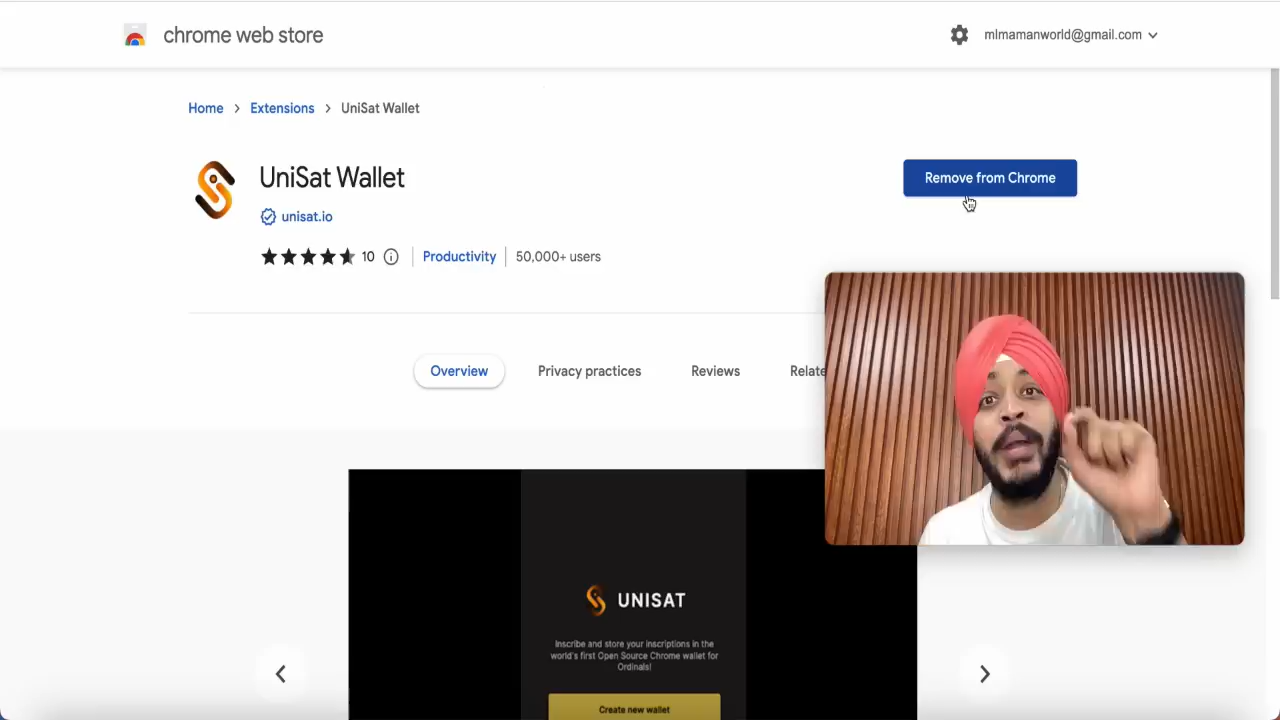 chrome web store
mlmamanworld@gmail.com
Home > Extensions > UniSat Wallet
UniSat Wallet
Remove from Chrome
unisat.io
10 Productivity 50,000+ users
Overview Privacy practices Reviews Relate
UNISAT
Inscribe and store your inscriptions in the
world's first Open Source Chrome wallet for
Ordinals!
Create new wallet